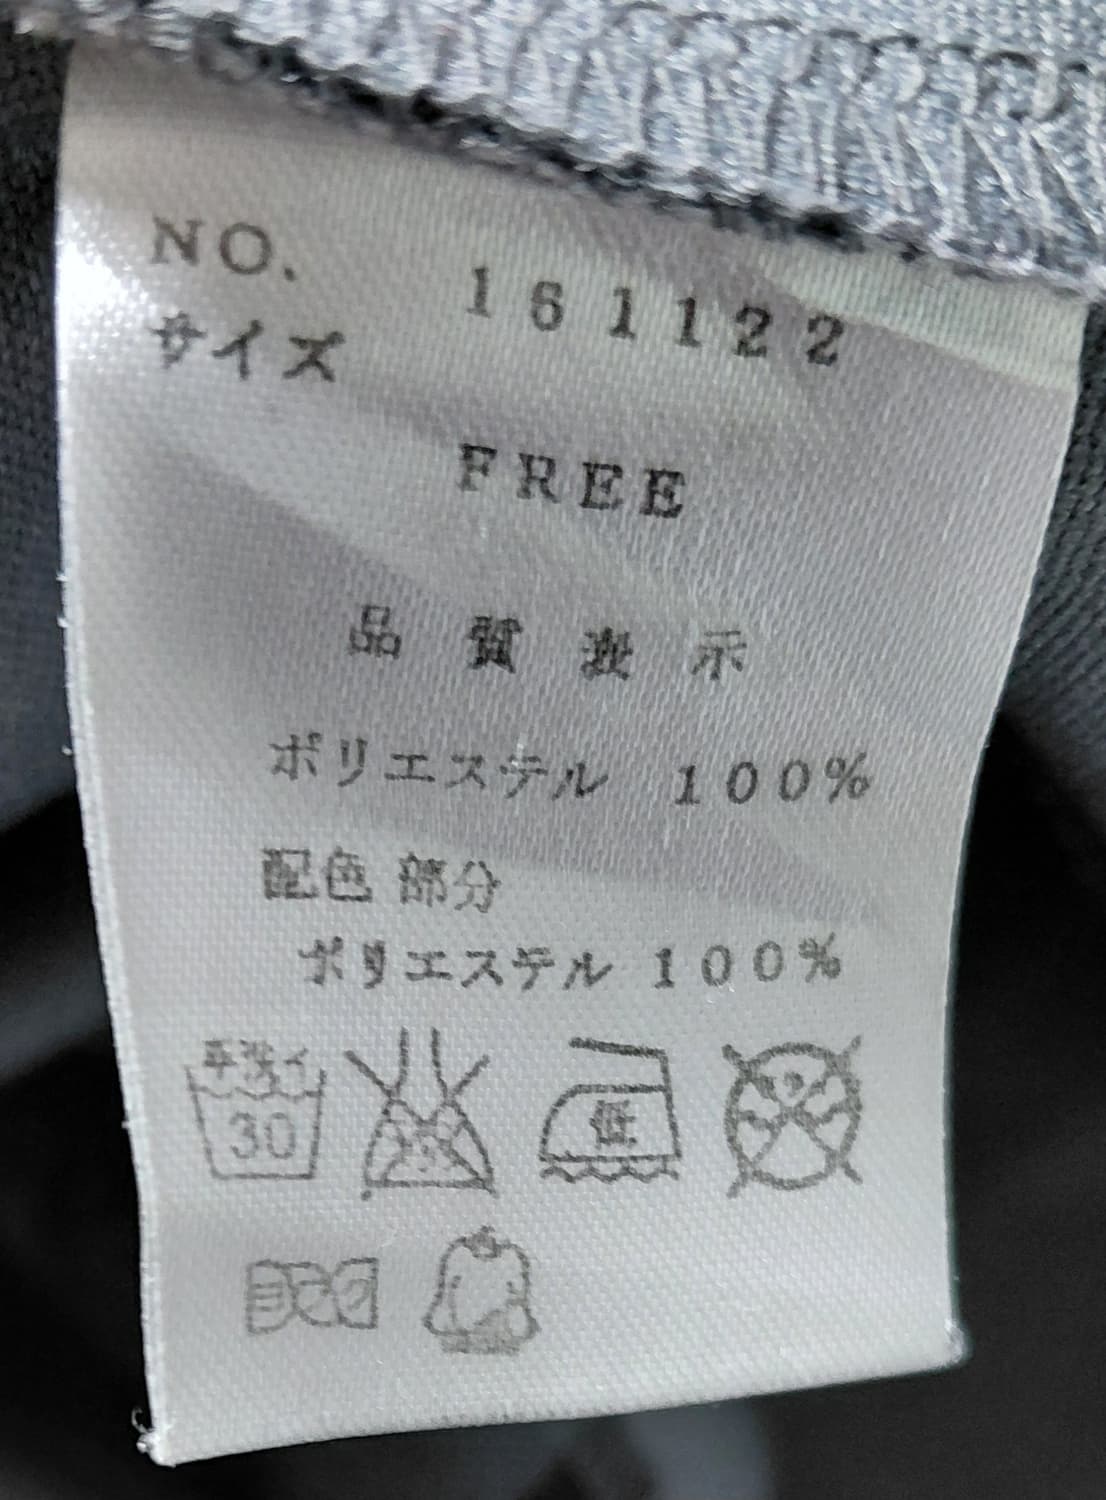 NO. 161122
サイズ
FREE
品質表示
ポリエステル 100%
配色部分
ポリエステル 100%
手洗イ
30
低